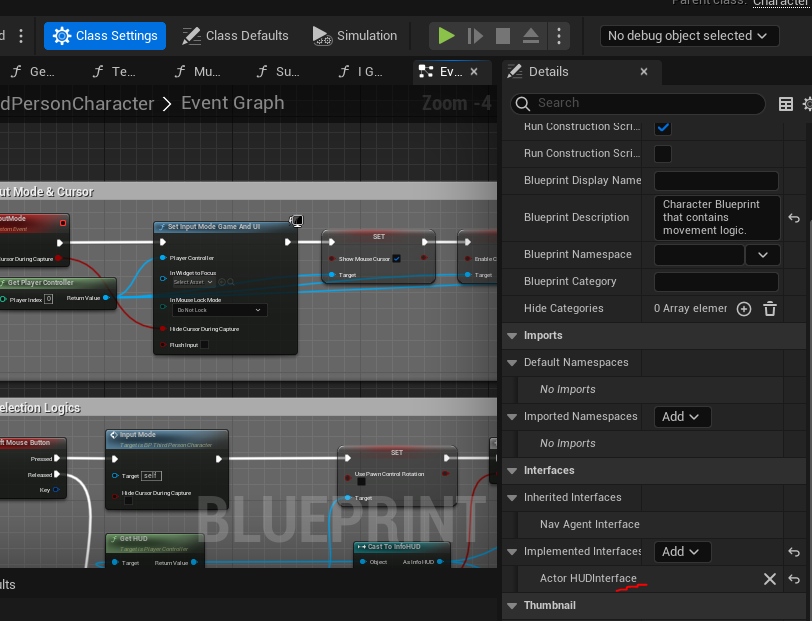 Parent class: Character
Class Settings
Class Defaults
Simulation
No debug object selected
Ge...
Te...
Mu...
Su...
I G...
Ev...
Details
dPersonCharacter > Event Graph
Zoom -4
Search
Run Construction Scri...
Run Construction Scri...
Blueprint Display Name
Blueprint Description
Character Blueprint
that contains
movement logic.
Blueprint Namespace
Blueprint Category
Hide Categories
0 Array elemer
Imports
Default Namespaces
No Imports
Imported Namespaces
Add
No Imports
Interfaces
Inherited Interfaces
Nav Agent Interface
Implemented Interfaces
Add
Actor HUDInterface
Thumbnail
ut Mode & Cursor
putMode
Cursor During Capture
Get Player Controller
Player Index 0
Return Value
Set Input Mode Game And UI
Player Controller
In Widget to Focus
Select Asset
In Mouse Lock Mode
Do Not Lock
Hide Cursor During Capture
Flush Input
SET
Show Mouse Cursor
Target
Enable C
Target
election Logics
ft Mouse Button
Pressed
Released
Key
Input Mode
Target is BP Third Person Character
Target self
Hide Cursor During Capture
SET
Use Pawn Control Rotation
Target
Get HUD
Target is Player Controller
Target
Return Value
Cast To InfoHUD
Object
As Info HUD
BLUEPRINT
ults